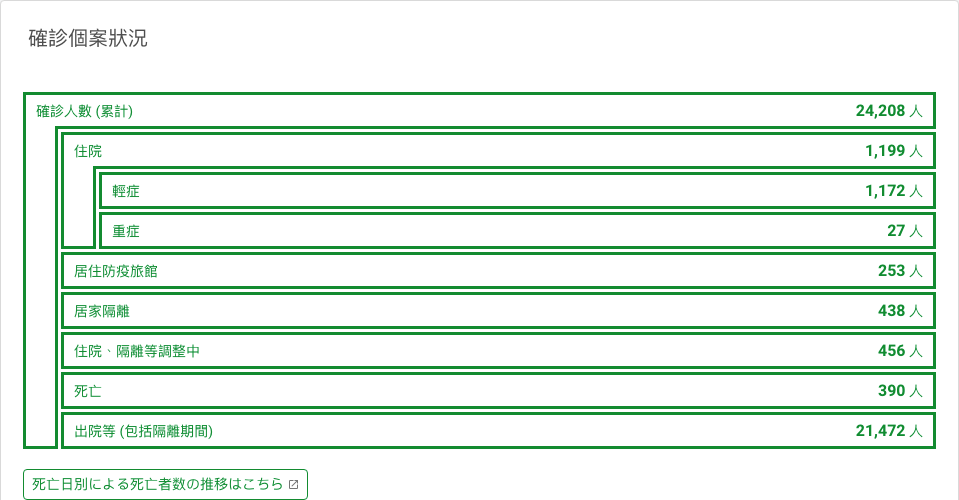 確診個案狀況
確診人數 (累計) 24,208 人
住院 1,199 人
輕症 1,172 人
重症 27 人
居住防疫旅館 253 人
居家隔離 438 人
住院、隔離等調整中 456 人
死亡 390 人
出院等 (包括隔離期間) 21,472 人
死亡日別による死亡者数の推移はこちら